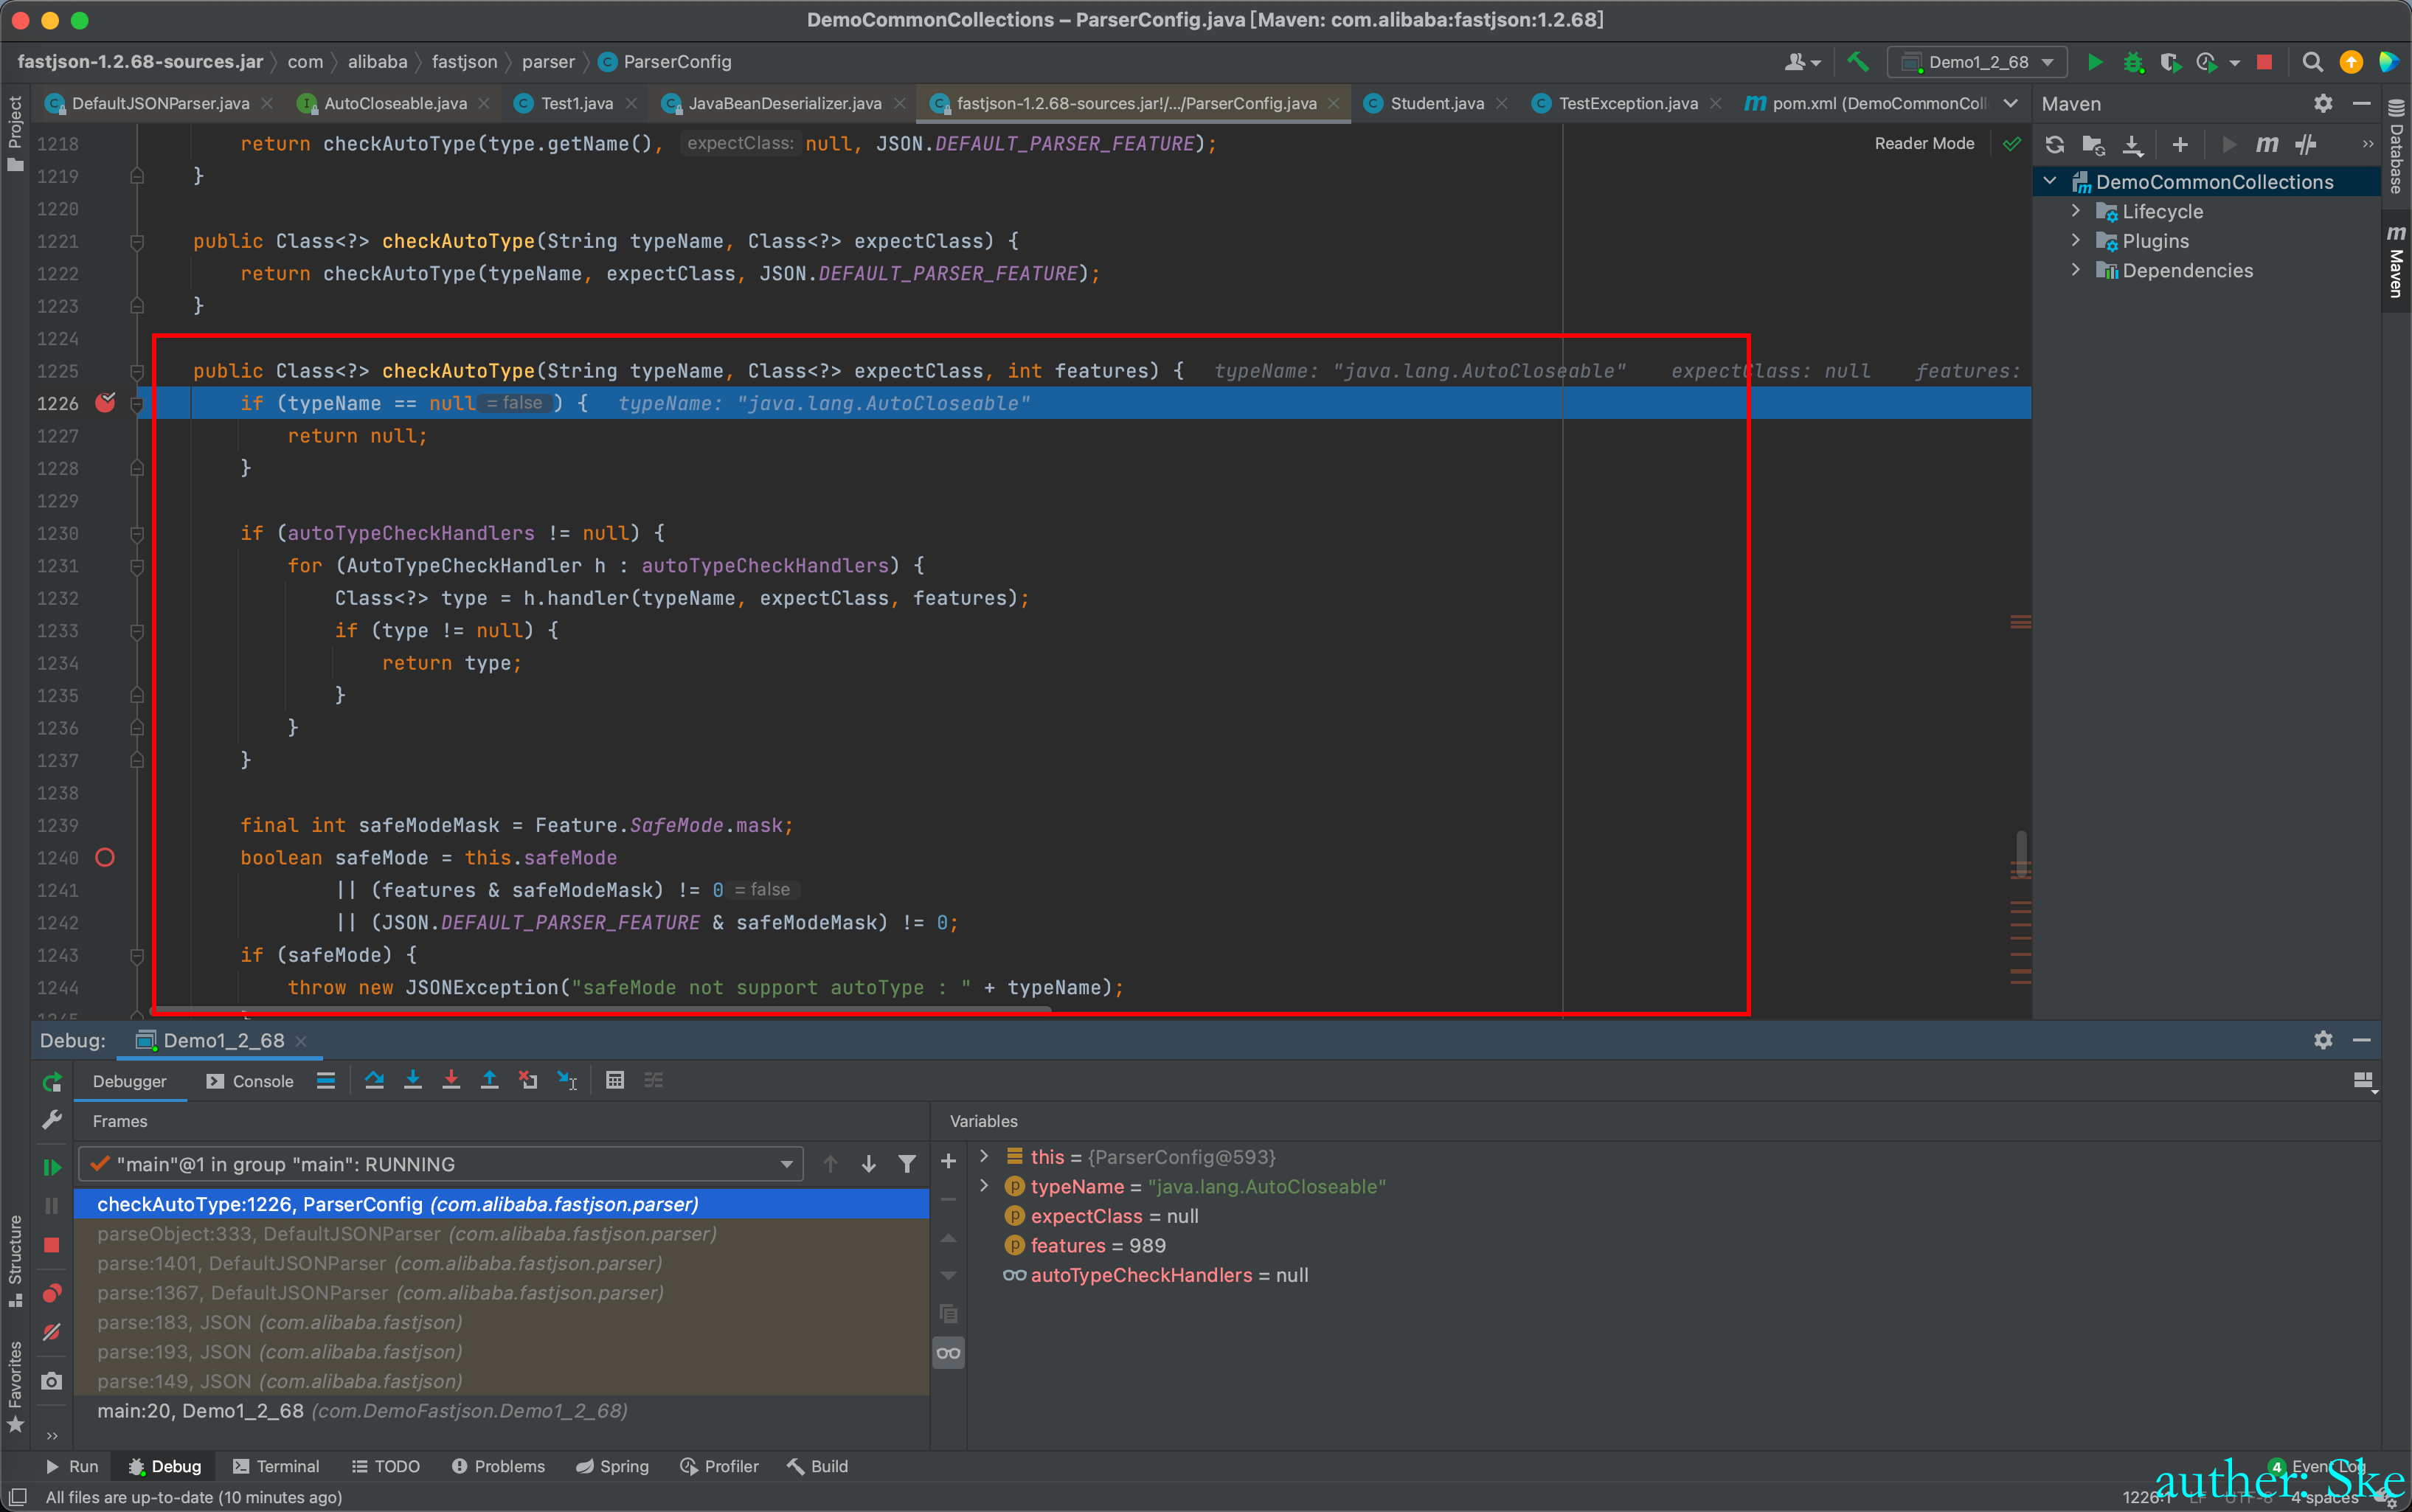 DemoCommonCollections – ParserConfig.java [Maven: com.alibaba:fastjson:1.2.68]
fastjson-1.2.68-sources.jar com alibaba fastjson parser ParserConfig Demo1_2_68
DefaultJSONParser.java AutoCloseable.java Test1.java JavaBeanDeserializer.java fastjson-1.2.68-sources.jar!/.../ParserConfig.java Student.java TestException.java pom.xml (DemoCommonColl
Maven
Project
Database
Maven
Reader Mode
DemoCommonCollections
Lifecycle
Plugins
Dependencies
1218 return checkAutoType(type.getName(), expectClass: null, JSON.DEFAULT_PARSER_FEATURE);
1219 }
1220
1221 public Class<?> checkAutoType(String typeName, Class<?> expectClass) {
1222 return checkAutoType(typeName, expectClass, JSON.DEFAULT_PARSER_FEATURE);
1223 }
1224
1225 public Class<?> checkAutoType(String typeName, Class<?> expectClass, int features) { typeName: "java.lang.AutoCloseable" expectClass: null features:
1226 if (typeName == null = false ) { typeName: "java.lang.AutoCloseable"
1227 return null;
1228 }
1229
1230 if (autoTypeCheckHandlers != null) {
1231 for (AutoTypeCheckHandler h : autoTypeCheckHandlers) {
1232 Class<?> type = h.handler(typeName, expectClass, features);
1233 if (type != null) {
1234 return type;
1235 }
1236 }
1237 }
1238
1239 final int safeModeMask = Feature.SafeMode.mask;
1240 boolean safeMode = this.safeMode
1241 || (features & safeModeMask) != 0 = false
1242 || (JSON.DEFAULT_PARSER_FEATURE & safeModeMask) != 0;
1243 if (safeMode) {
1244 throw new JSONException("safeMode not support autoType : " + typeName);
Debug: Demo1_2_68
Debugger Console
Frames
"main"@1 in group "main": RUNNING
checkAutoType:1226, ParserConfig (com.alibaba.fastjson.parser)
parseObject:333, DefaultJSONParser (com.alibaba.fastjson.parser)
parse:1401, DefaultJSONParser (com.alibaba.fastjson.parser)
parse:1367, DefaultJSONParser (com.alibaba.fastjson.parser)
parse:183, JSON (com.alibaba.fastjson)
parse:193, JSON (com.alibaba.fastjson)
parse:149, JSON (com.alibaba.fastjson)
main:20, Demo1_2_68 (com.DemoFastjson.Demo1_2_68)
Variables
this = {ParserConfig@593}
typeName = "java.lang.AutoCloseable"
expectClass = null
features = 989
autoTypeCheckHandlers = null
Structure
Favorites
Run Debug Terminal TODO Problems Spring Profiler Build 4 Event Log
All files are up-to-date (10 minutes ago) 1226:1 LF UTF-8 4 spaces
auther: Ske